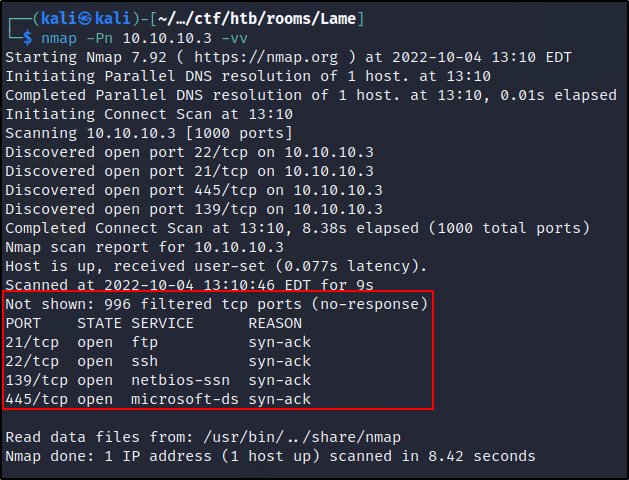 ┌──(kali㉿kali)-[~/…/ctf/htb/rooms/Lame]
└─$ nmap -Pn 10.10.10.3 -vv
Starting Nmap 7.92 ( https://nmap.org ) at 2022-10-04 13:10 EDT
Initiating Parallel DNS resolution of 1 host. at 13:10
Completed Parallel DNS resolution of 1 host. at 13:10, 0.01s elapsed
Initiating Connect Scan at 13:10
Scanning 10.10.10.3 [1000 ports]
Discovered open port 22/tcp on 10.10.10.3
Discovered open port 21/tcp on 10.10.10.3
Discovered open port 445/tcp on 10.10.10.3
Discovered open port 139/tcp on 10.10.10.3
Completed Connect Scan at 13:10, 8.38s elapsed (1000 total ports)
Nmap scan report for 10.10.10.3
Host is up, received user-set (0.077s latency).
Scanned at 2022-10-04 13:10:46 EDT for 9s
Not shown: 996 filtered tcp ports (no-response)
PORT    STATE SERVICE      REASON
21/tcp  open  ftp          syn-ack
22/tcp  open  ssh          syn-ack
139/tcp open  netbios-ssn  syn-ack
445/tcp open  microsoft-ds syn-ack
Read data files from: /usr/bin/../share/nmap
Nmap done: 1 IP address (1 host up) scanned in 8.42 seconds